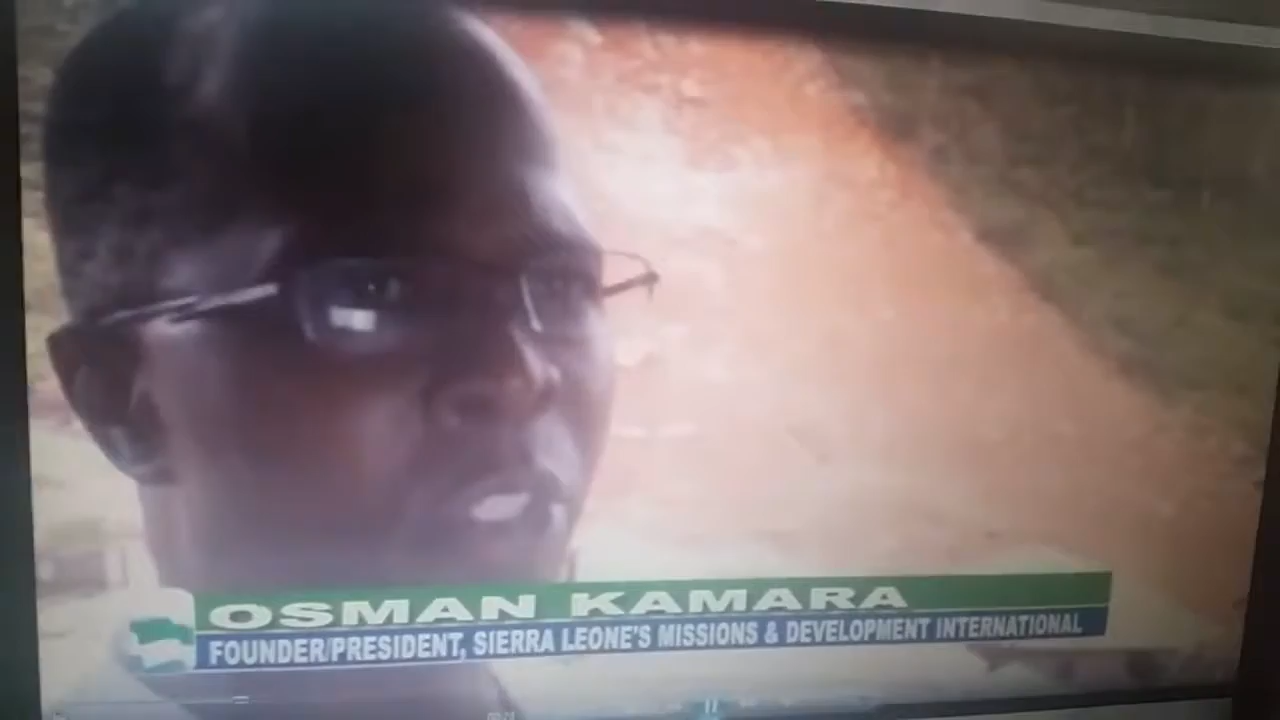 OSMAN KAMARA
FOUNDER/PRESIDENT, SIERRA LEONE'S MISSIONS & DEVELOPMENT INTERNATIONAL